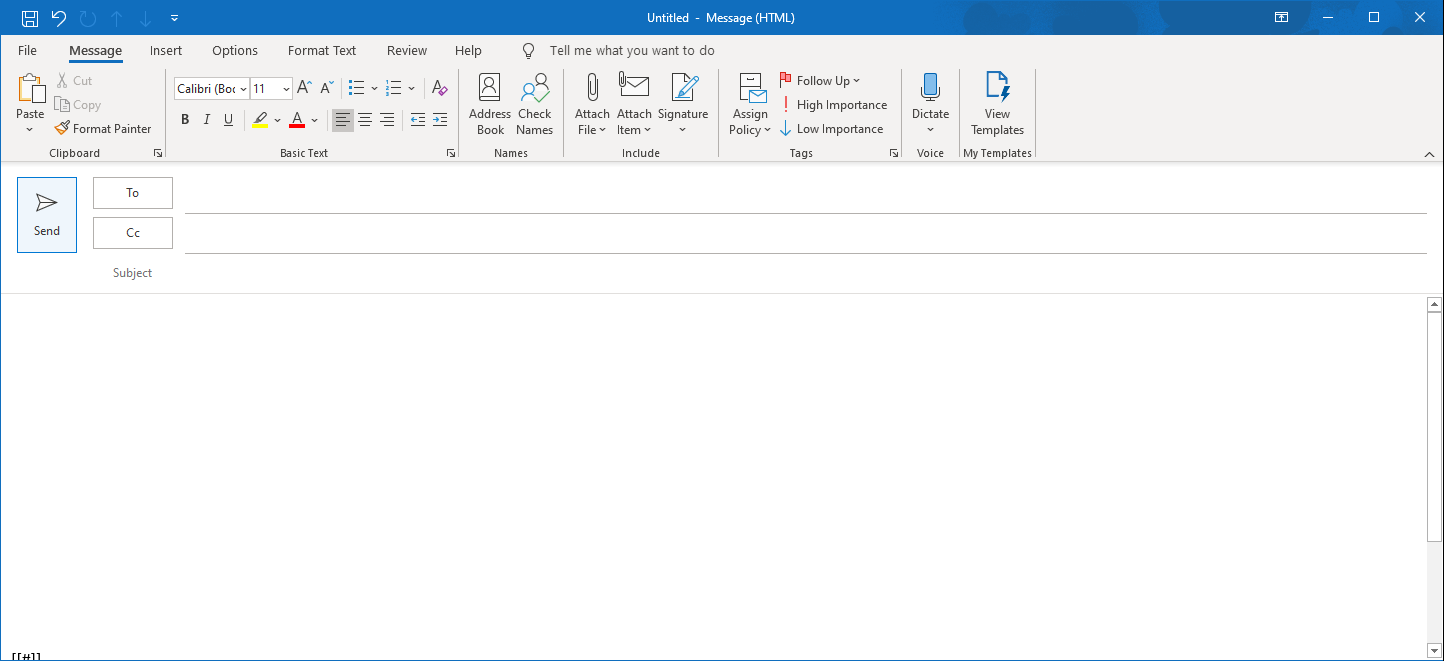 Untitled - Message (HTML)
File Message Insert Options Format Text Review Help Tell me what you want to do
Paste
Cut
Copy
Format Painter
Clipboard
Calibri (Boc 11
B I U A
Basic Text
Address Book
Check Names
Names
Attach File
Attach Item
Signature
Include
Assign Policy
Follow Up
High Importance
Low Importance
Tags
Dictate
Voice
View Templates
My Templates
Send
To
Cc
Subject
[[#]]